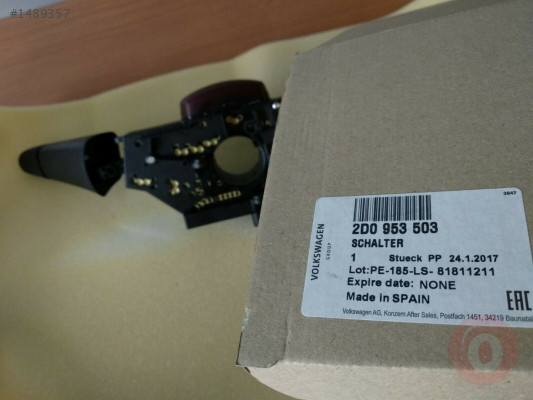 #1489357
3847
VOLKSWAGEN
GROUP
2D0 953 503
SCHALTER
1 Stueck PP 24.1.2017
Lot:PE-185-LS- 81811211
Expire date: NONE
Made in SPAIN
EAC
Volkswagen AG, Konzern After Sales, Postfach 1451, 34219 Baunatal